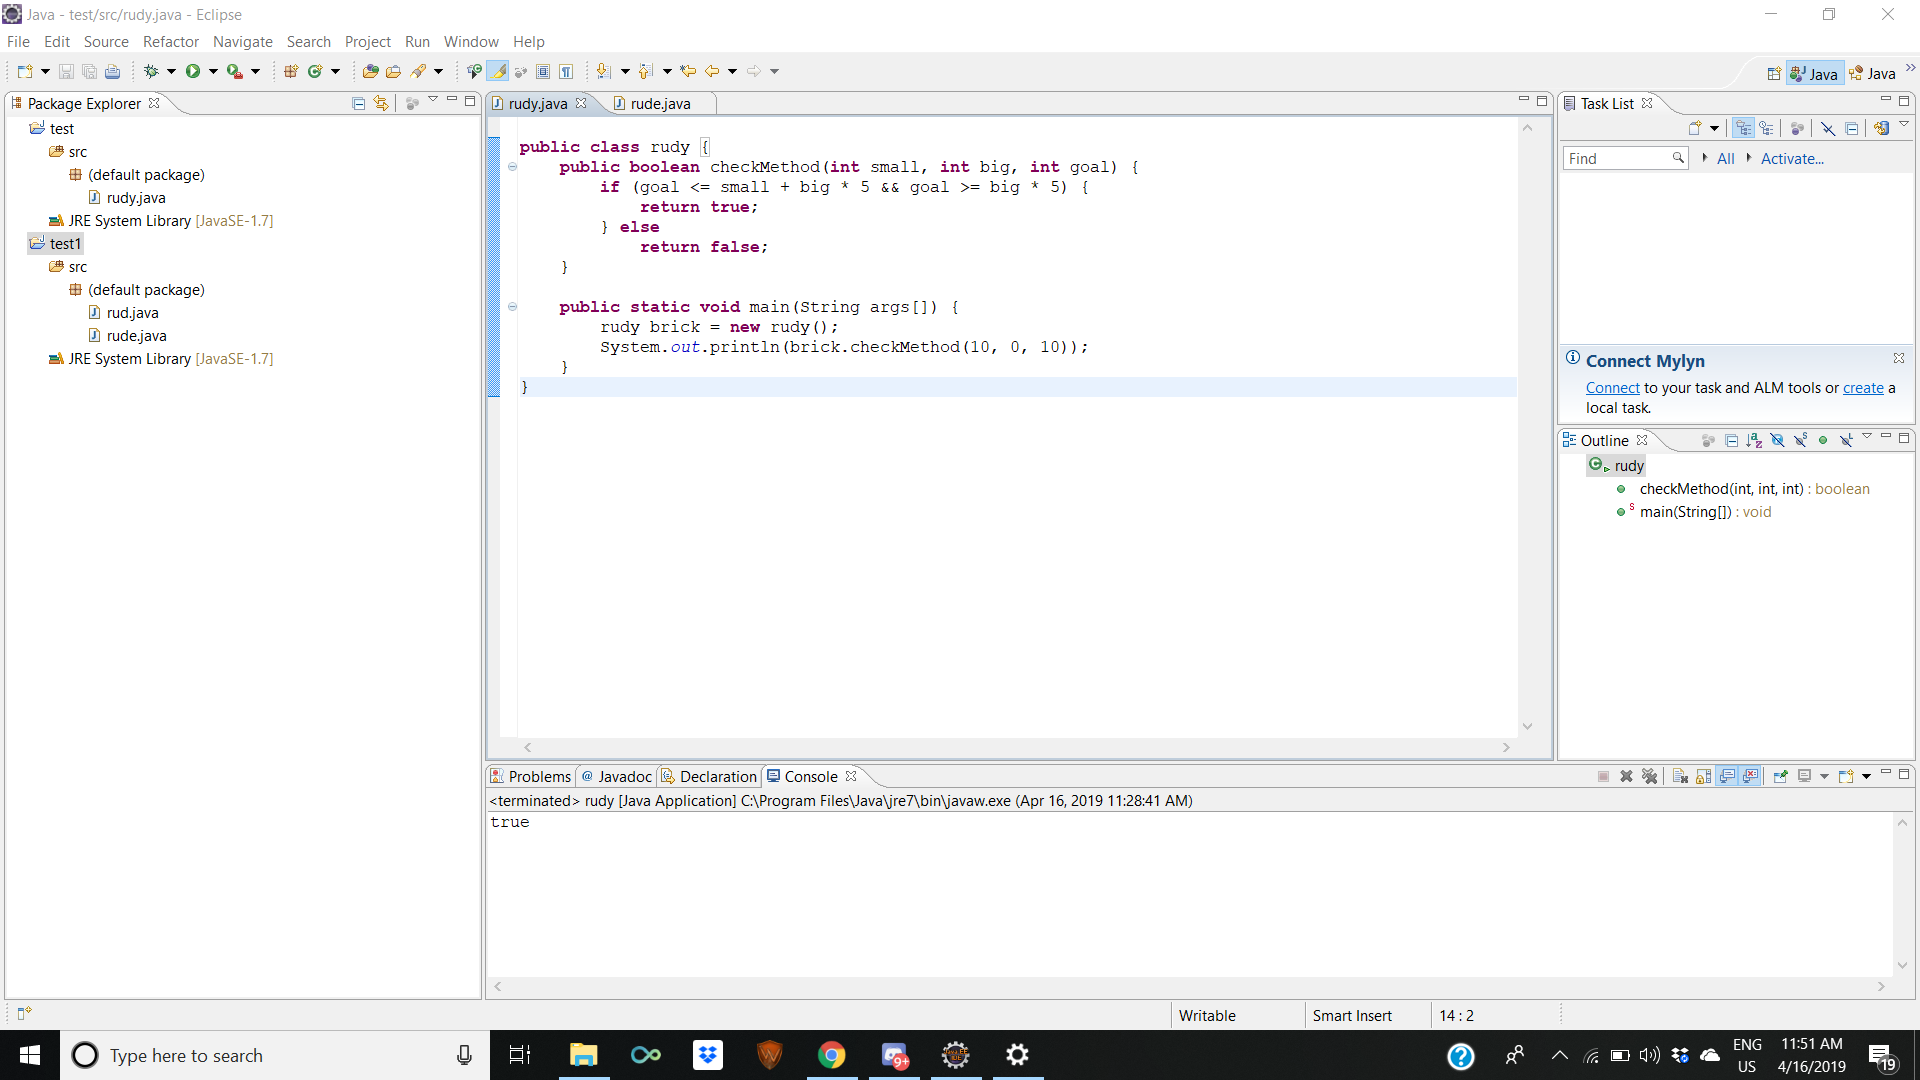 Java - test/src/rudy.java - Eclipse
File Edit Source Refactor Navigate Search Project Run Window Help
Java Java »
Package Explorer
test
src
(default package)
rudy.java
JRE System Library [JavaSE-1.7]
test1
src
(default package)
rud.java
rude.java
JRE System Library [JavaSE-1.7]
rudy.java rude.java
public class rudy {
public boolean checkMethod(int small, int big, int goal) {
if (goal <= small + big * 5 && goal >= big * 5) {
return true;
} else
return false;
}
public static void main(String args[]) {
rudy brick = new rudy();
System.out.println(brick.checkMethod(10, 0, 10));
}
}
Task List
Find All Activate...
Connect Mylyn
Connect to your task and ALM tools or create a
local task.
Outline
rudy
checkMethod(int, int, int) : boolean
main(String[]) : void
Problems @ Javadoc Declaration Console
<terminated> rudy [Java Application] C:\Program Files\Java\jre7\bin\javaw.exe (Apr 16, 2019 11:28:41 AM)
true
Writable Smart Insert 14 : 2
Type here to search
9+
ENG
US
11:51 AM
4/16/2019
19